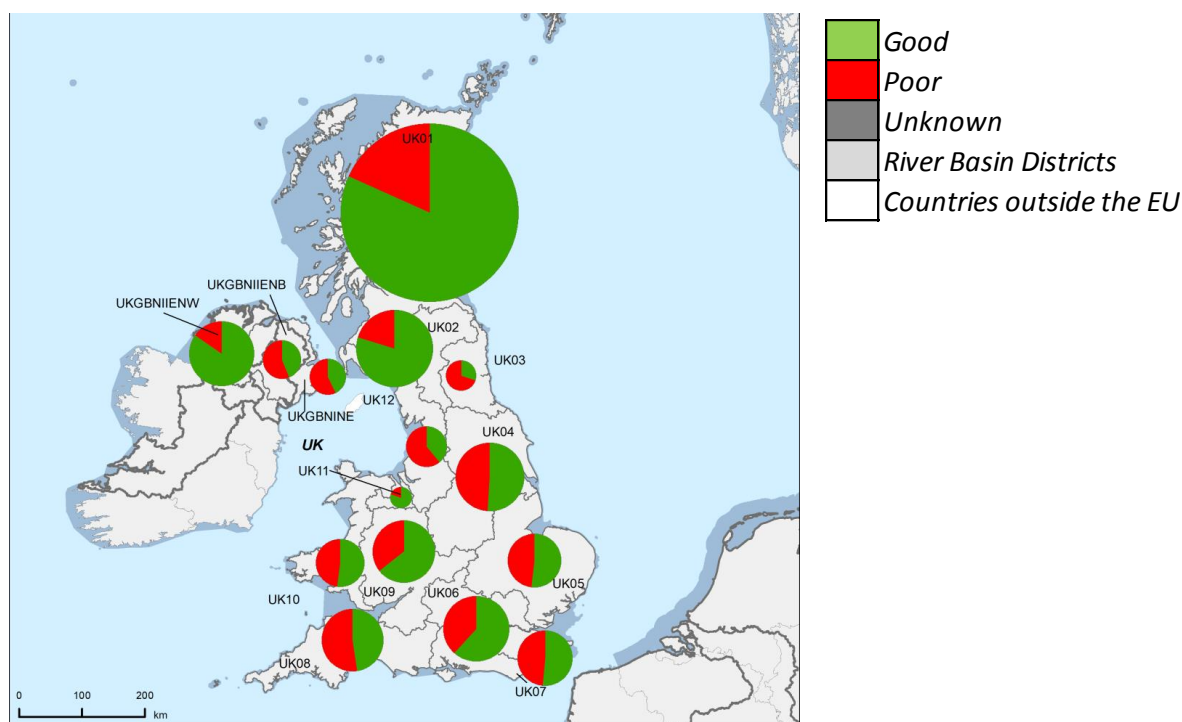 UK01
UKGBNIIENB
UKGBNIIENW
UK02
UK03
UK12
UKGBNINE
UK04
UK
UK11
UK05
UK09
UK06
UK10
UK08
UK07
0 100 200
km
Good
Poor
Unknown
River Basin Districts
Countries outside the EU